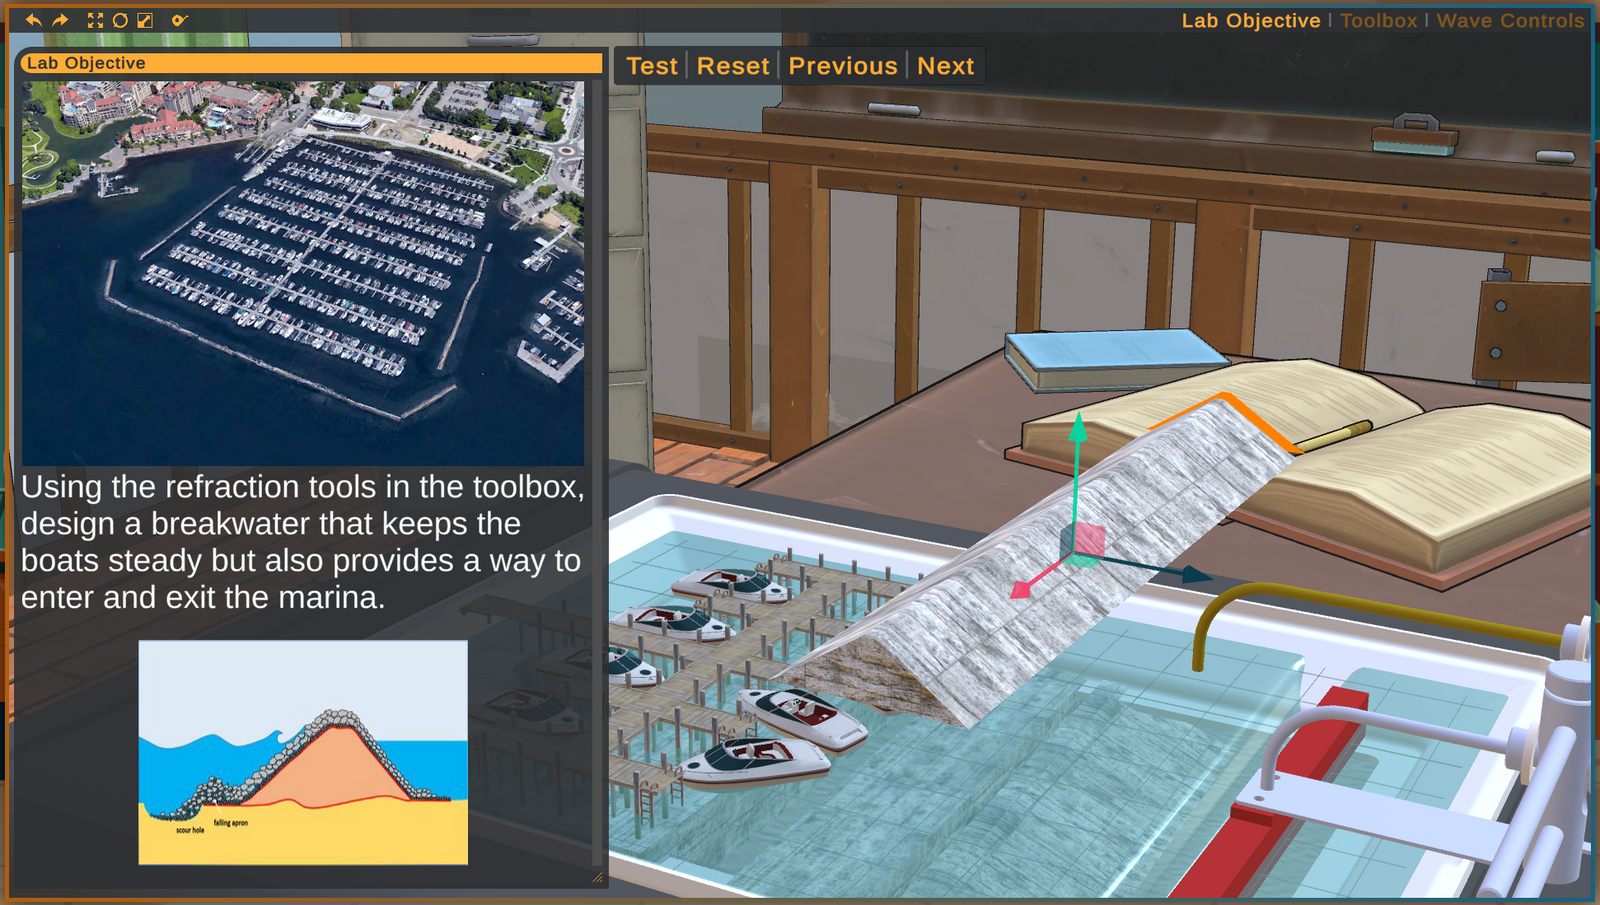 Lab Objective | Toolbox | Wave Controls
Lab Objective
Test | Reset | Previous | Next
Using the refraction tools in the toolbox,
design a breakwater that keeps the
boats steady but also provides a way to
enter and exit the marina.
scour hole
falling apron